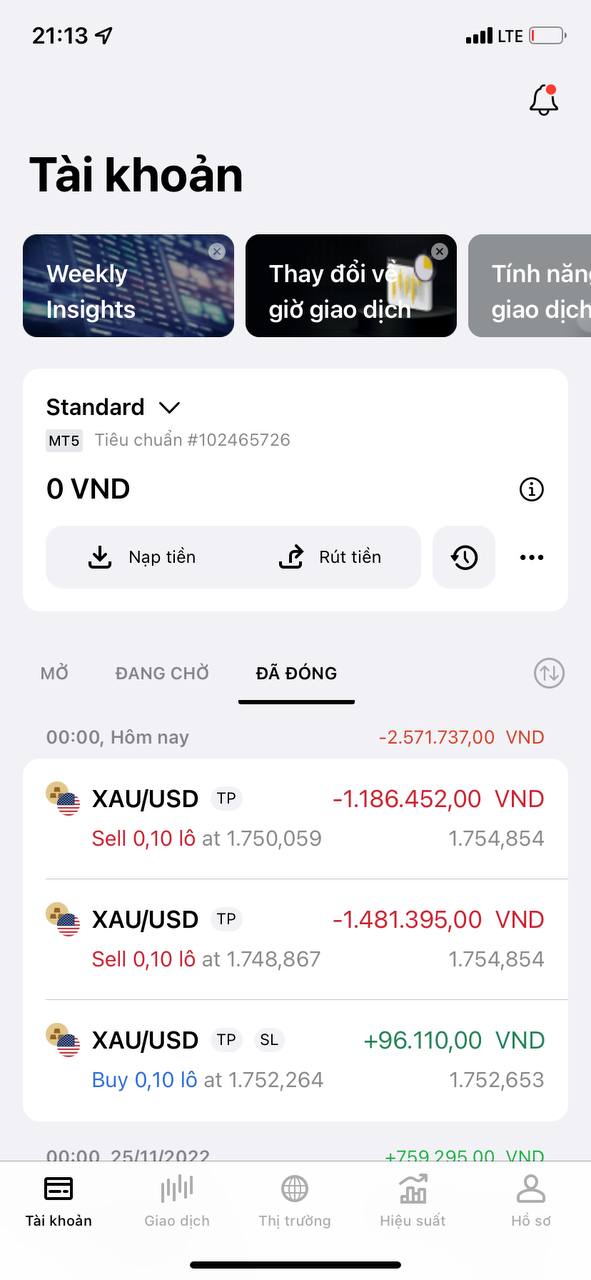 21:13
LTE
Tài khoản
Weekly
Insights
Thay đổi về
giờ giao dịch
Tính năng
giao dịch
Standard
MT5 Tiêu chuẩn #102465726
0 VND
Nạp tiền Rút tiền
MỞ ĐANG CHỜ ĐÃ ĐÓNG
00:00, Hôm nay -2.571.737,00 VND
XAU/USD TP -1.186.452,00 VND
Sell 0,10 lô at 1.750,059 1.754,854
XAU/USD TP -1.481.395,00 VND
Sell 0,10 lô at 1.748,867 1.754,854
XAU/USD TP SL +96.110,00 VND
Buy 0,10 lô at 1.752,264 1.752,653
00:00, 25/11/2022 +759.295,00 VND
Tài khoản Giao dịch Thị trường Hiệu suất Hồ sơ